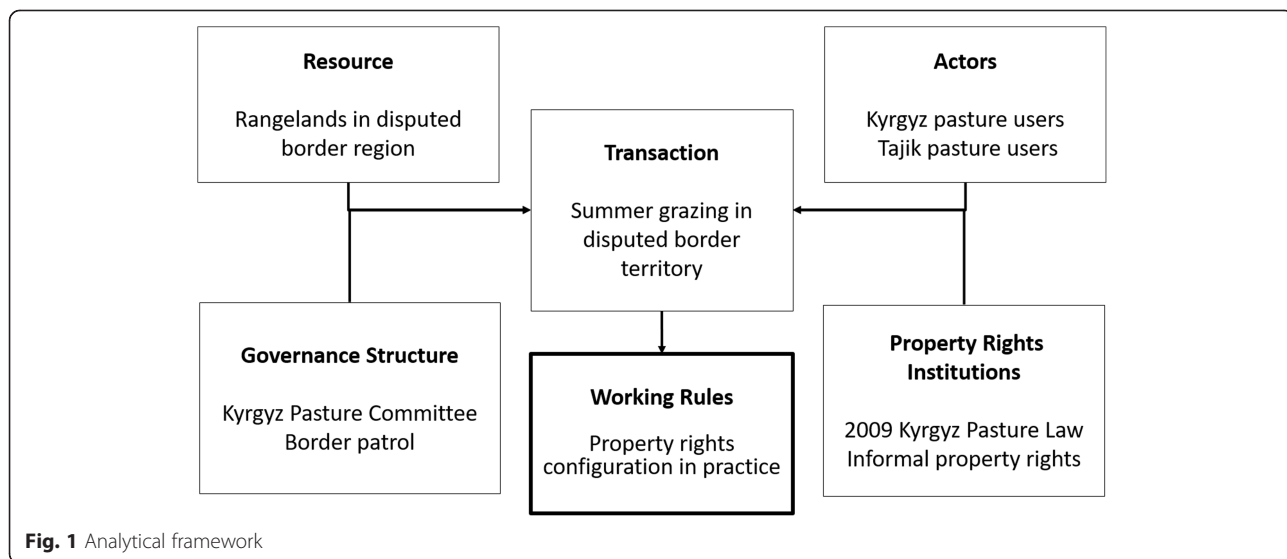 Resource
Rangelands in disputed
border region
Actors
Kyrgyz pasture users
Tajik pasture users
Transaction
Summer grazing in
disputed border
territory
Governance Structure
Kyrgyz Pasture Committee
Border patrol
Working Rules
Property rights
configuration in practice
Property Rights
Institutions
2009 Kyrgyz Pasture Law
Informal property rights
Fig. 1 Analytical framework